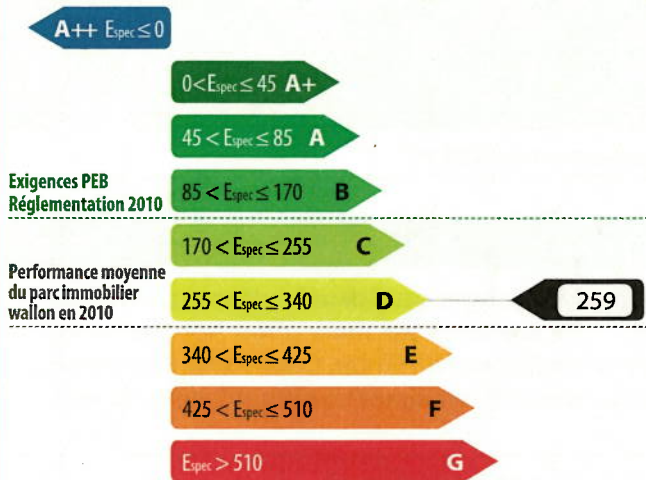 A++ Espec ≤ 0
0 < Espec ≤ 45 A+
45 < Espec ≤ 85 A
Exigences PEB
Réglementation 2010
85 < Espec ≤ 170 B
170 < Espec ≤ 255 C
Performance moyenne
du parc immobilier
wallon en 2010
255 < Espec ≤ 340 D
259
340 < Espec ≤ 425 E
425 < Espec ≤ 510 F
Espec > 510 G